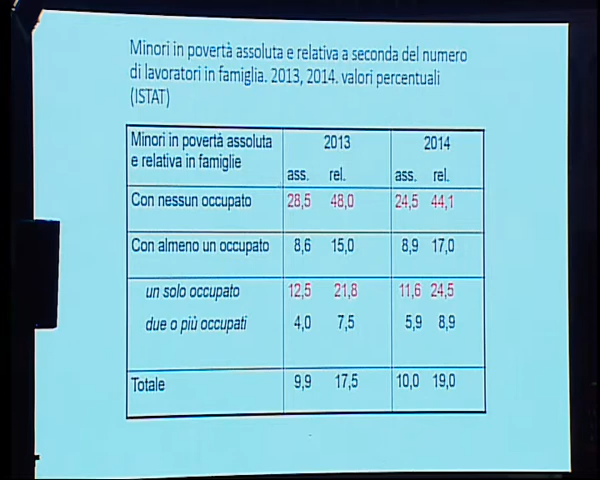 Minori in povertà assoluta e relativa a seconda del numero
di lavoratori in famiglia. 2013, 2014. valori percentuali
(ISTAT)
Minori in povertà assoluta 2013 2014
e relativa in famiglie ass. rel. ass. rel.
Con nessun occupato 28,5 48,0 24,5 44,1
Con almeno un occupato 8,6 15,0 8,9 17,0
un solo occupato 12,5 21,8 11,6 24,5
due o più occupati 4,0 7,5 5,9 8,9
Totale 9,9 17,5 10,0 19,0